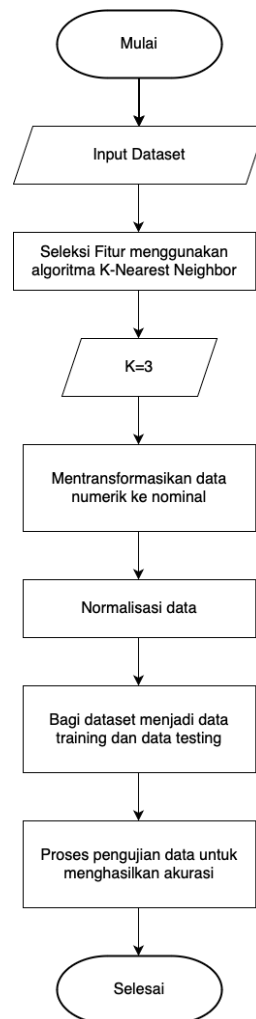 Mulai
Input Dataset
Seleksi Fitur menggunakan
algoritma K-Nearest Neighbor
K=3
Mentransformasikan data
numerik ke nominal
Normalisasi data
Bagi dataset menjadi data
training dan data testing
Proses pengujian data untuk
menghasilkan akurasi
Selesai